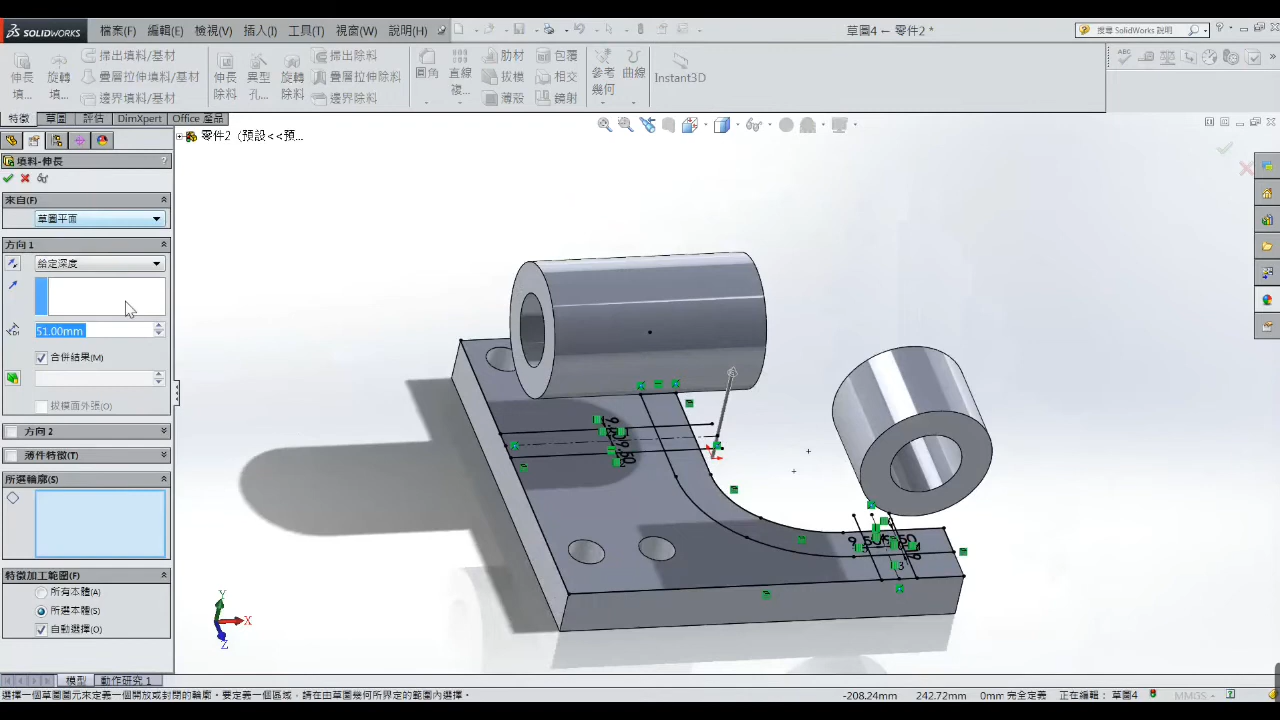 SOLIDWORKS
檔案(F) 編輯(E) 檢視(V) 插入(I) 工具(T) 視窗(W) 說明(H)
草圖4 ← 零件2 *
搜尋 SolidWorks 說明
伸長填...
旋轉填...
掃出填料/基材
疊層拉伸填料/基材
邊界填料/基材
伸長除料
異型孔...
旋轉除料
掃出除料
疊層拉伸除料
邊界除料
圓角
直線複...
肋材
拔模
薄殼
包覆
相交
鏡射
參考幾何
曲線
Instant3D
特徵 草圖 評估 DimXpert Office 產品
零件2 (預設<<預...
填料-伸長
?
來自(F)
草圖平面
方向1
給定深度
51.00mm
合併結果(M)
拔模面外張(O)
方向2
薄件特徵(T)
所選輪廓(S)
特徵加工範圍(F)
所有本體(A)
所選本體(S)
自動選擇(O)
Y
X
Z
模型 動作研究 1
選擇一個草圖圖元來定義一個開放或封閉的輪廓。要定義一個區域，請在由草圖幾何所界定的範圍內選擇。
-208.24mm 242.72mm 0mm 完全定義 正在編輯：草圖4 MMGS